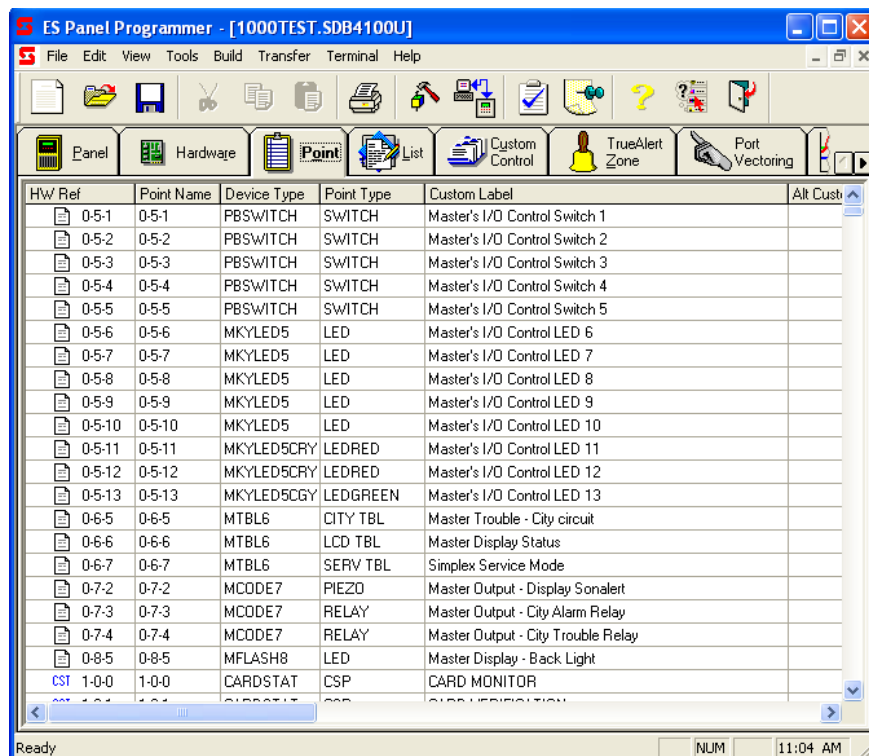 ES Panel Programmer - [1000TEST.SDB4100U]
File Edit View Tools Build Transfer Terminal Help
Panel Hardware Point List Custom Control TrueAlert Zone Port Vectoring
HW Ref Point Name Device Type Point Type Custom Label Alt Cust
0-5-1 0-5-1 PBSWITCH SWITCH Master's I/O Control Switch 1
0-5-2 0-5-2 PBSWITCH SWITCH Master's I/O Control Switch 2
0-5-3 0-5-3 PBSWITCH SWITCH Master's I/O Control Switch 3
0-5-4 0-5-4 PBSWITCH SWITCH Master's I/O Control Switch 4
0-5-5 0-5-5 PBSWITCH SWITCH Master's I/O Control Switch 5
0-5-6 0-5-6 MKYLED5 LED Master's I/O Control LED 6
0-5-7 0-5-7 MKYLED5 LED Master's I/O Control LED 7
0-5-8 0-5-8 MKYLED5 LED Master's I/O Control LED 8
0-5-9 0-5-9 MKYLED5 LED Master's I/O Control LED 9
0-5-10 0-5-10 MKYLED5 LED Master's I/O Control LED 10
0-5-11 0-5-11 MKYLED5CRY LEDRED Master's I/O Control LED 11
0-5-12 0-5-12 MKYLED5CRY LEDRED Master's I/O Control LED 12
0-5-13 0-5-13 MKYLED5CGY LEDGREEN Master's I/O Control LED 13
0-6-5 0-6-5 MTBL6 CITY TBL Master Trouble - City circuit
0-6-6 0-6-6 MTBL6 LCD TBL Master Display Status
0-6-7 0-6-7 MTBL6 SERV TBL Simplex Service Mode
0-7-2 0-7-2 MCODE7 PIEZO Master Output - Display Sonalert
0-7-3 0-7-3 MCODE7 RELAY Master Output - City Alarm Relay
0-7-4 0-7-4 MCODE7 RELAY Master Output - City Trouble Relay
0-8-5 0-8-5 MFLASH8 LED Master Display - Back Light
CST 1-0-0 1-0-0 CARDSTAT CSP CARD MONITOR
Ready NUM 11:04 AM